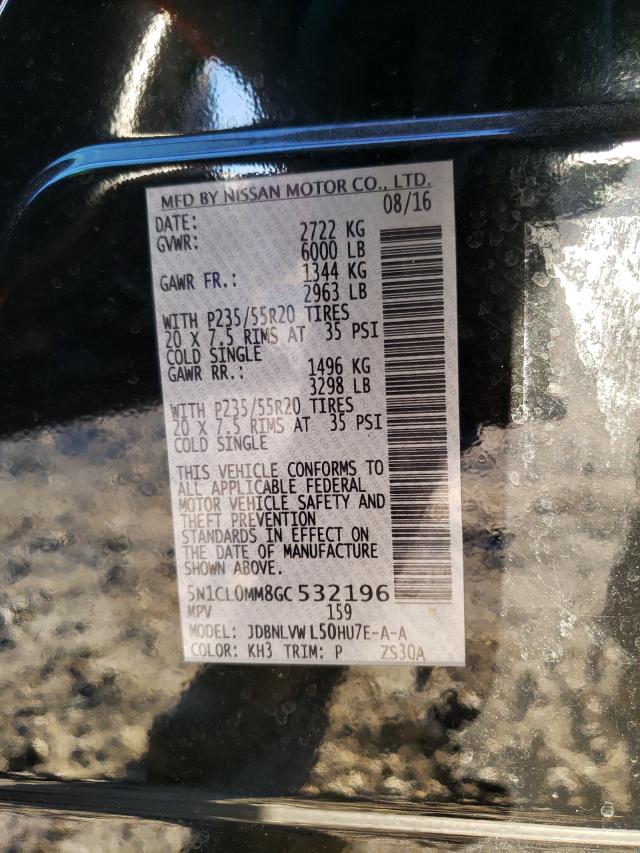 MFD BY NISSAN MOTOR CO., LTD.
DATE: 08/16
GVWR: 2722 KG
6000 LB
GAWR FR.: 1344 KG
2963 LB
WITH P235/55R20 TIRES
20 X 7.5 RIMS AT 35 PSI
COLD SINGLE
GAWR RR.: 1496 KG
3298 LB
WITH P235/55R20 TIRES
20 X 7.5 RIMS AT 35 PSI
COLD SINGLE
THIS VEHICLE CONFORMS TO
ALL APPLICABLE FEDERAL
MOTOR VEHICLE SAFETY AND
THEFT PREVENTION
STANDARDS IN EFFECT ON
THE DATE OF MANUFACTURE
SHOWN ABOVE.
5N1CL0MM8GC532196
MPV 159
MODEL: JDBNLVW L50HU7E-A-A
COLOR: KH3 TRIM: P ZS30A